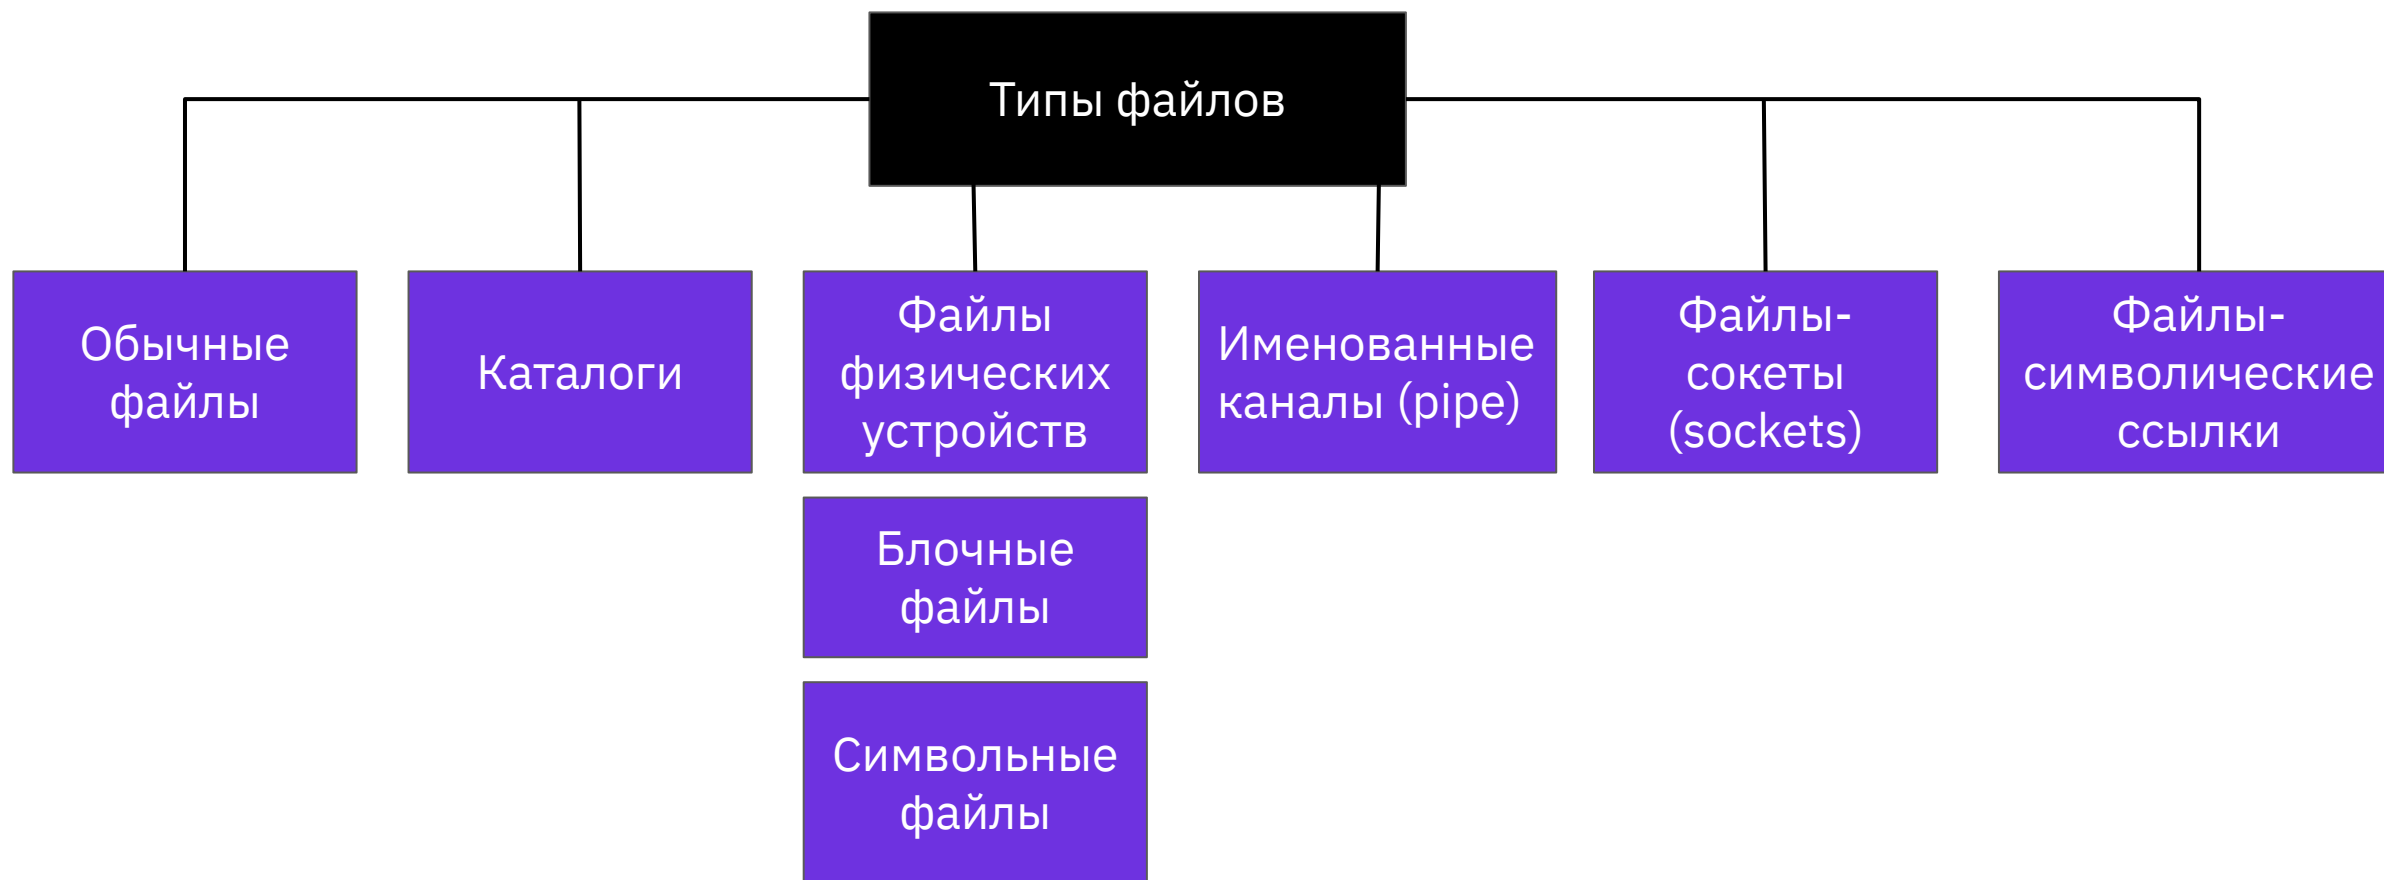 Типы файлов
Обычные
файлы
Каталоги
Файлы
физических
устройств
Именованные
каналы (pipe)
Файлы-
сокеты
(sockets)
Файлы-
символические
ссылки
Блочные
файлы
Символьные
файлы